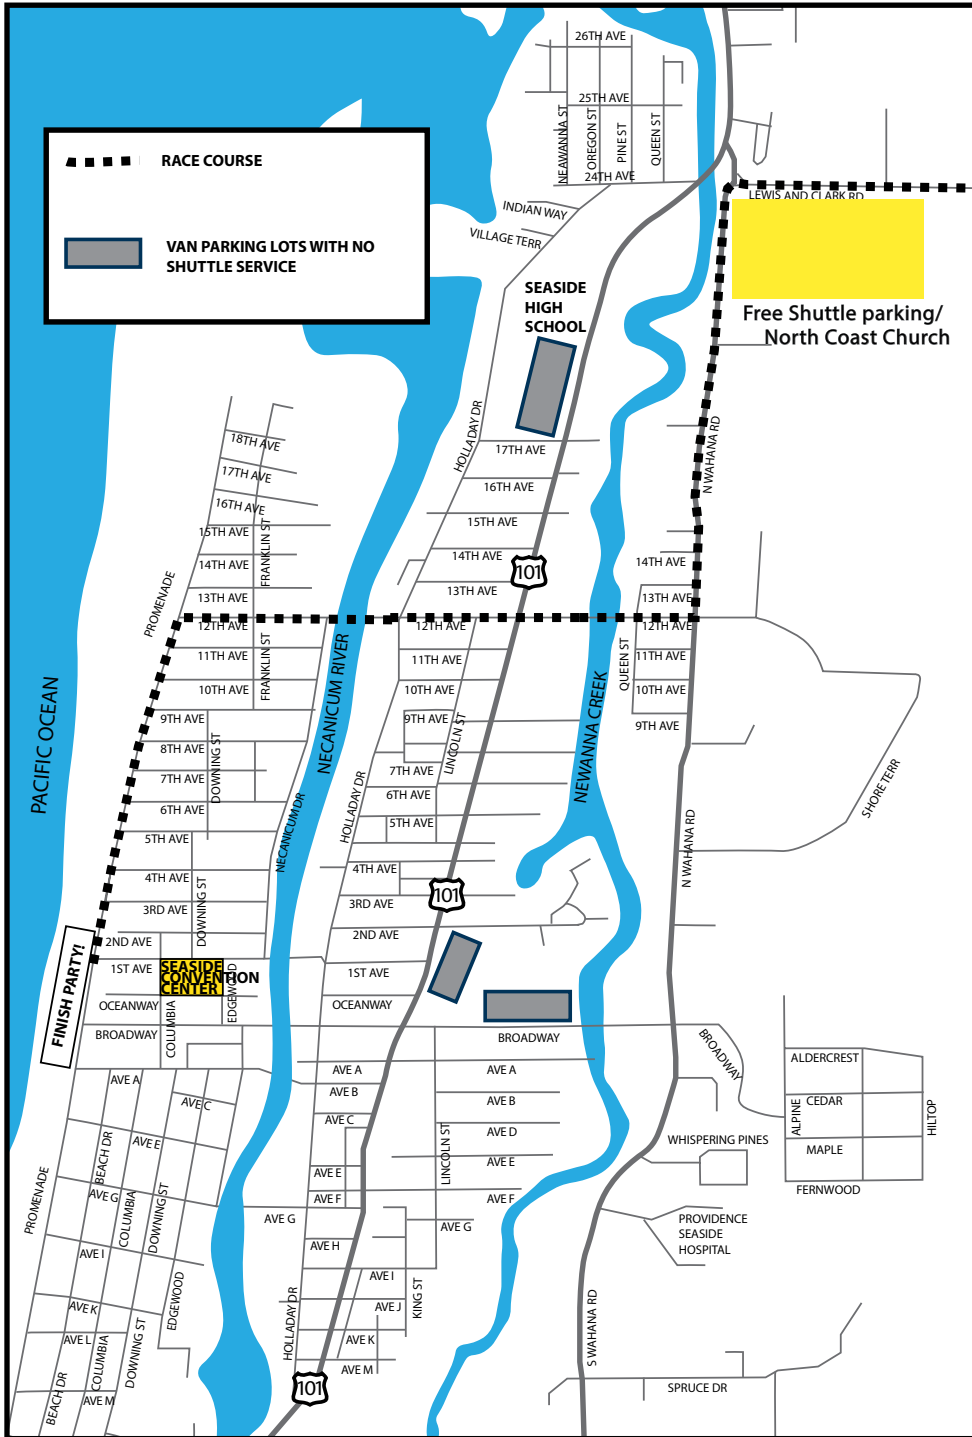 26TH AVE
25TH AVE
NEAWANNA ST
OREGON ST
PINE ST
QUEEN ST
24TH AVE
RACE COURSE
VAN PARKING LOTS WITH NO
SHUTTLE SERVICE
LEWIS AND CLARK RD
INDIAN WAY
VILLAGE TERR
SEASIDE
HIGH
SCHOOL
Free Shuttle parking/
North Coast Church
HOLLADAY DR
N WAHANA RD
18TH AVE
17TH AVE
16TH AVE
15TH AVE
14TH AVE
13TH AVE
FRANKLIN ST
PROMENADE
17TH AVE
16TH AVE
15TH AVE
14TH AVE
13TH AVE
101
14TH AVE
13TH AVE
12TH AVE
12TH AVE
12TH AVE
11TH AVE
10TH AVE
FRANKLIN ST
11TH AVE
10TH AVE
QUEEN ST
11TH AVE
10TH AVE
9TH AVE
PACIFIC OCEAN
NECANICUM RIVER
NEWANNA CREEK
9TH AVE
8TH AVE
7TH AVE
6TH AVE
DOWNING ST
9TH AVE
LINCOLN ST
7TH AVE
6TH AVE
5TH AVE
HOLLADAY DR
NECANICUM DR
SHORE TERR
N WAHANA RD
5TH AVE
4TH AVE
3RD AVE
DOWNING ST
2ND AVE
1ST AVE
4TH AVE
3RD AVE
101
2ND AVE
1ST AVE
OCEANWAY
FINISH PARTY!
SEASIDE
CONVENTION
CENTER
EDGEWOOD
OCEANWAY
BROADWAY
COLUMBIA
BROADWAY
BROADWAY
AVE A
AVE C
AVE E
BEACH DR
AVE G
COLUMBIA
DOWNING ST
AVE I
PROMENADE
AVE A
AVE B
AVE C
AVE E
AVE F
AVE G
AVE H
AVE A
AVE B
AVE D
AVE E
AVE F
AVE G
LINCOLN ST
ALDERCREST
CEDAR
ALPINE
MAPLE
FERNWOOD
HILLTOP
WHISPERING PINES
PROVIDENCE
SEASIDE
HOSPITAL
AVE I
AVE J
KING ST
AVE K
AVE M
HOLLADAY DR
101
EDGEWOOD
AVE K
AVE L
COLUMBIA
DOWNING ST
BEACH DR
AVE M
S WAHANA RD
SPRUCE DR